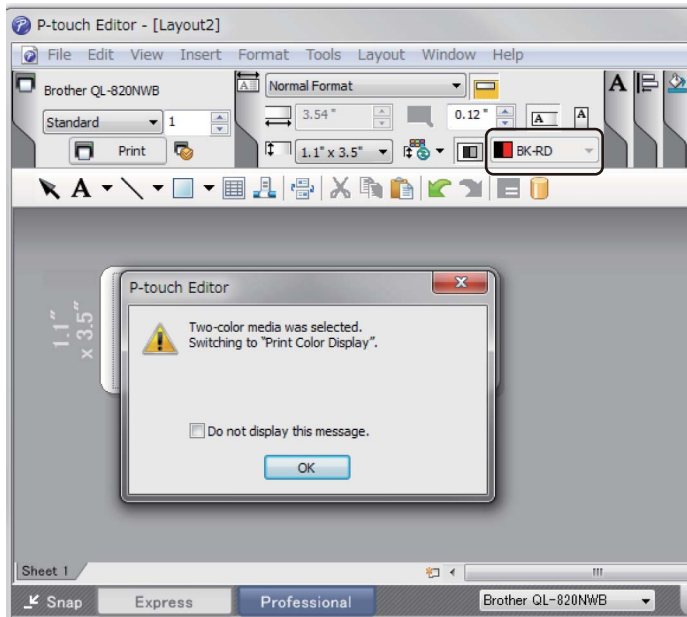 P-touch Editor - [Layout2]
File Edit View Insert Format Tools Layout Window Help
Brother QL-820NWB
Standard 1
Print
A
Normal Format
3.54 " 0.12 " A A
1.1" x 3.5" BK-RD
A
A
1.1"
x 3.5"
P-touch Editor
x
Two-color media was selected.
Switching to "Print Color Display".
Do not display this message.
OK
Sheet 1
Snap Express Professional Brother QL-820NWB